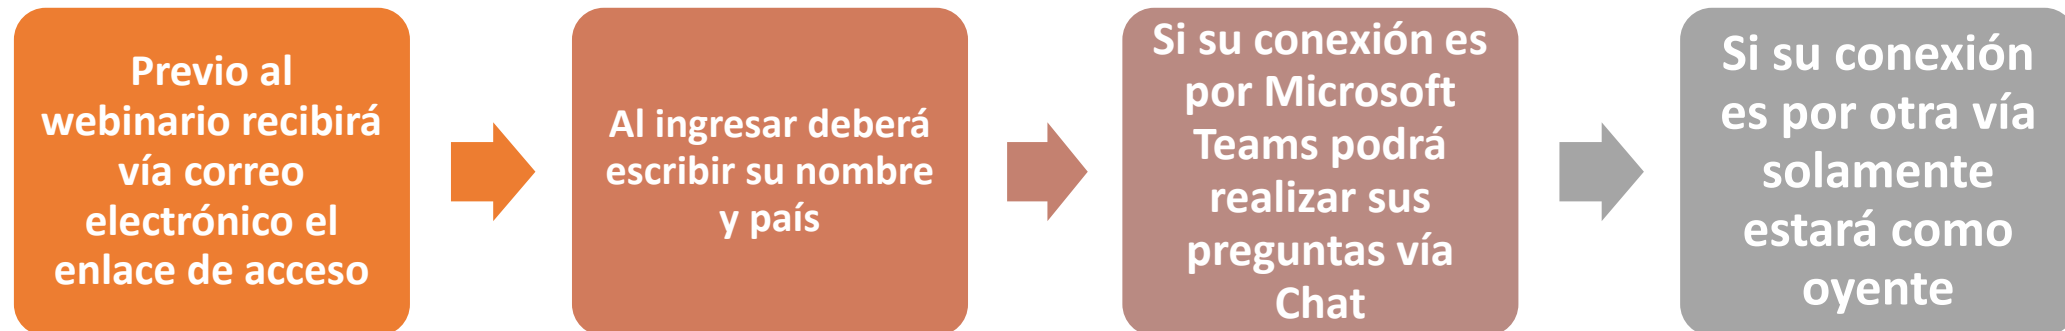 Previo al
webinario recibirá
vía correo
electrónico el
enlace de acceso
Al ingresar deberá
escribir su nombre
y país
Si su conexión es
por Microsoft
Teams podrá
realizar sus
preguntas vía
Chat
Si su conexión
es por otra vía
solamente
estará como
oyente